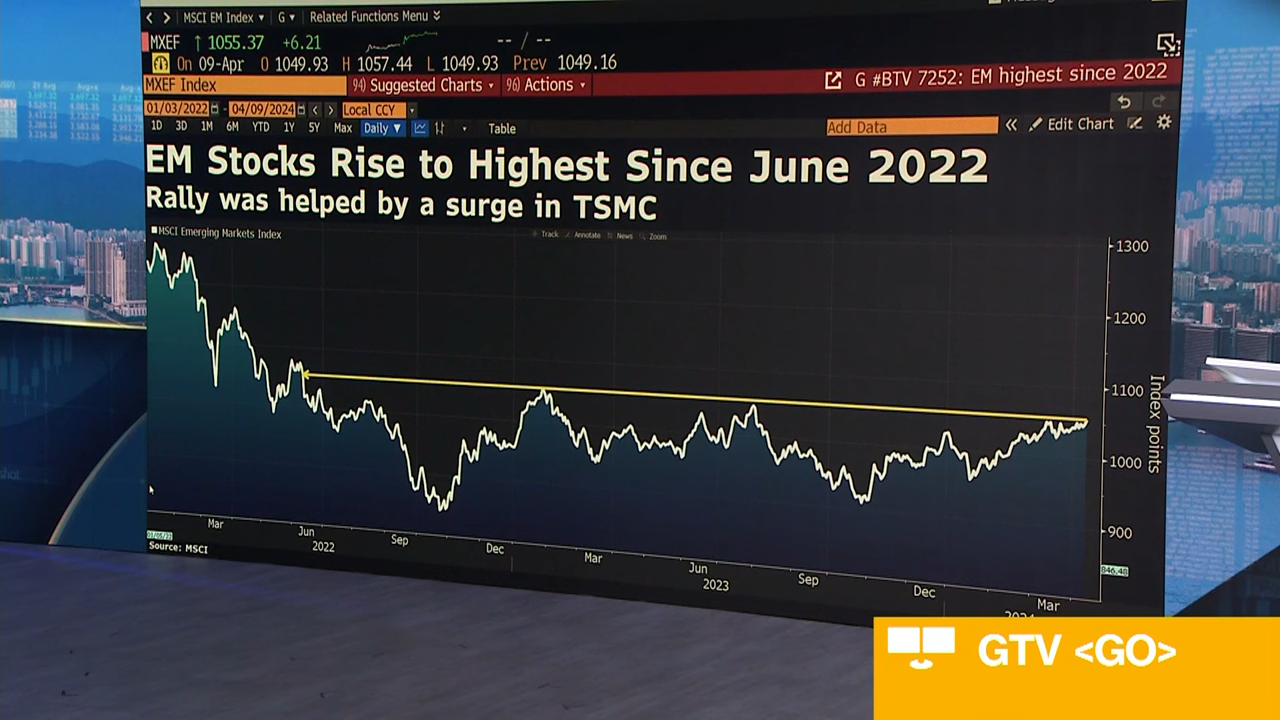 MSCI EM Index ▾ G ▾ Related Functions Menu
MXEF ↑ 1055.37 +6.21 -- / --
On 09-Apr O 1049.93 H 1057.44 L 1049.93 Prev 1049.16
MXEF Index 94) Suggested Charts 96) Actions G #BTV 7252: EM highest since 2022
01/03/2022 - 04/09/2024 Local CCY
1D 3D 1M 6M YTD 1Y 5Y Max Daily ▼ Table Add Data « Edit Chart
EM Stocks Rise to Highest Since June 2022
Rally was helped by a surge in TSMC
MSCI Emerging Markets Index
Track Annotate News Zoom
1300
1200
1100
1000
900
Index points
846.48
Mar Jun Sep Dec Mar Jun Sep Dec Mar
2022 2023 2024
Source: MSCI
GTV <GO>